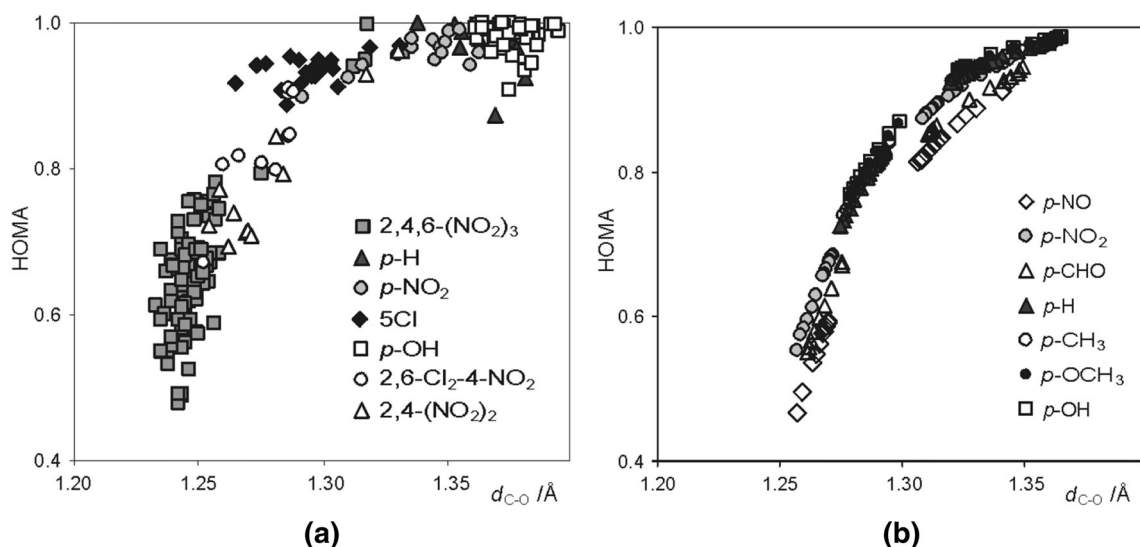 1.0
0.8
0.6
0.4
HOMA
2,4,6-(NO₂)₃
p-H
p-NO₂
5Cl
p-OH
2,6-Cl₂-4-NO₂
2,4-(NO₂)₂
1.20
1.25
1.30
1.35
d_C-O /Å
(a)
1.0
0.8
0.6
0.4
HOMA
p-NO
p-NO₂
p-CHO
p-H
p-CH₃
p-OCH₃
p-OH
1.20
1.25
1.30
1.35
d_C-O /Å
(b)